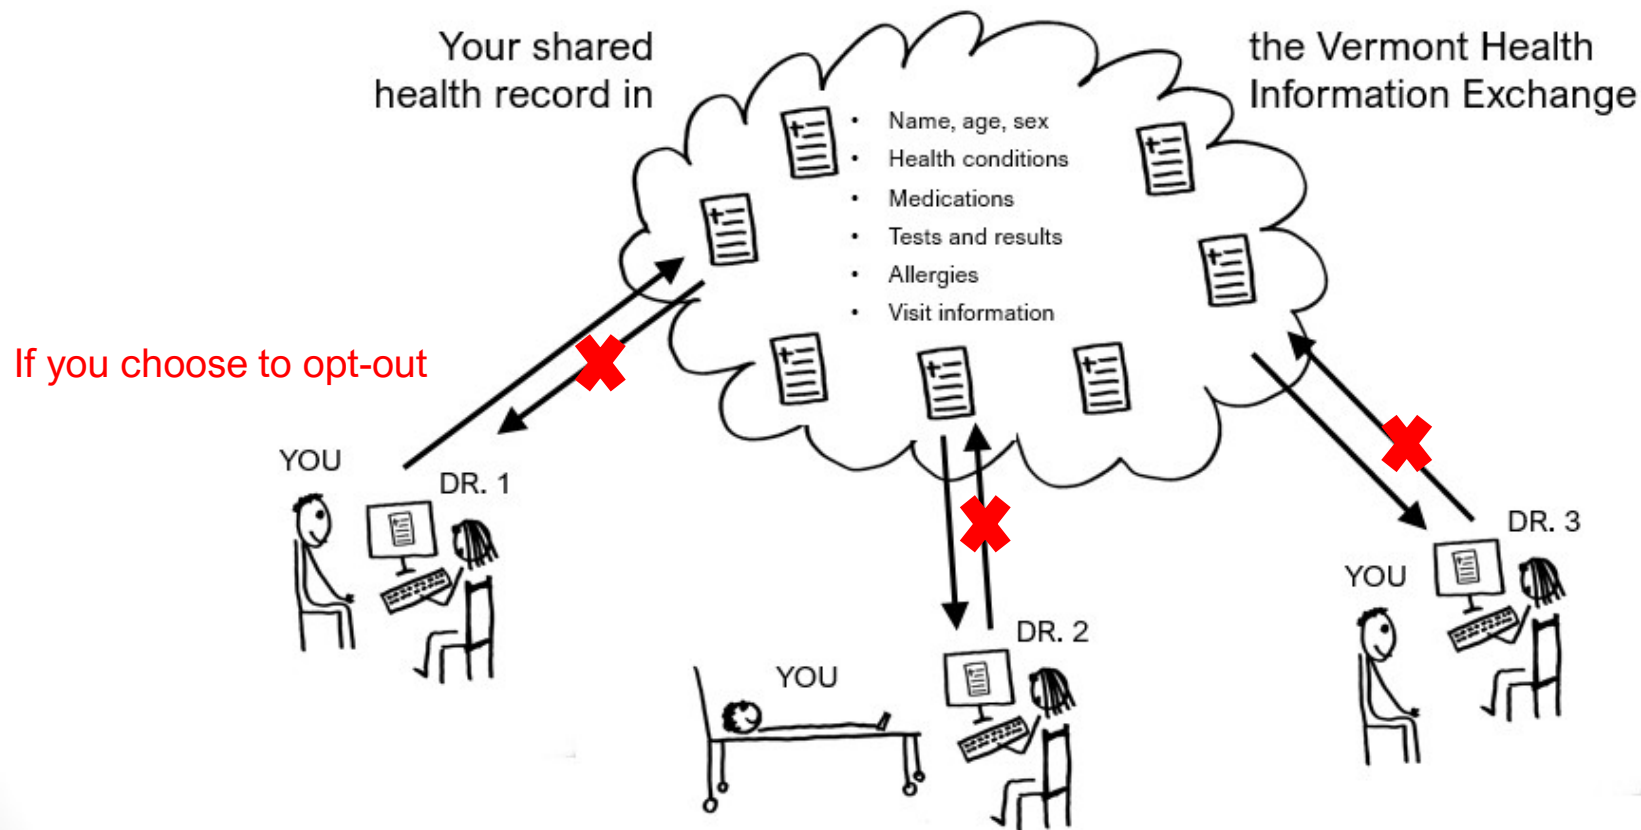 Your shared
health record in
the Vermont Health
Information Exchange
• Name, age, sex
• Health conditions
• Medications
• Tests and results
• Allergies
• Visit information
If you choose to opt-out
YOU
DR. 1
YOU
DR. 2
YOU
DR. 3